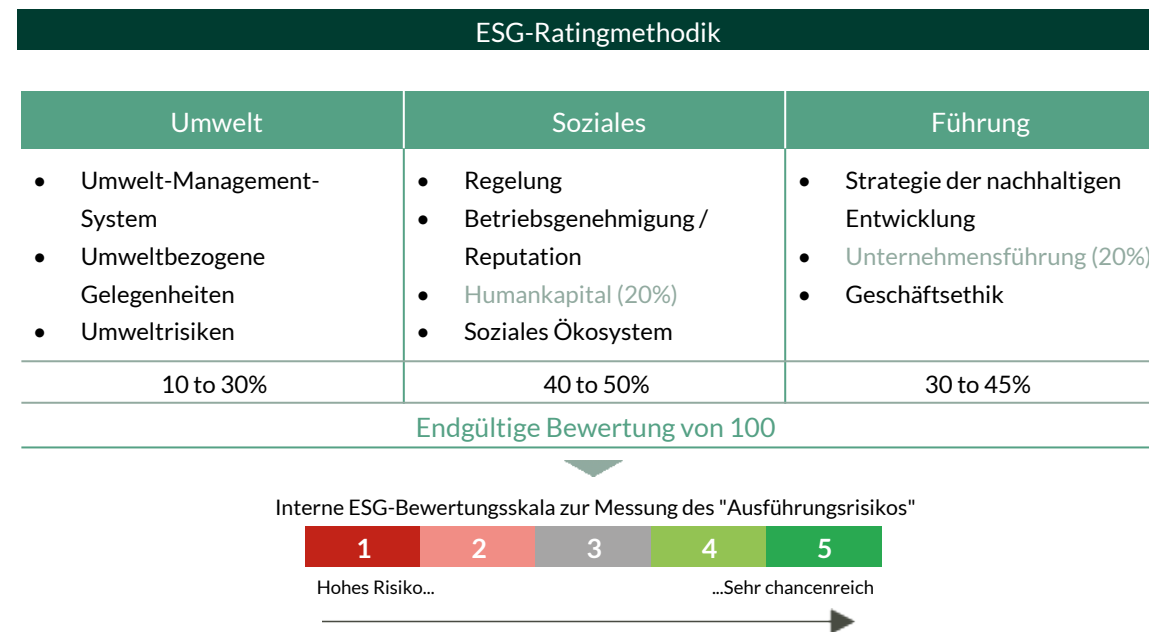 ESG-Ratingmethodik
Umwelt
Soziales
Führung
• Umwelt-Management-
System
• Umweltbezogene
Gelegenheiten
• Umweltrisiken
• Regelung
• Betriebsgenehmigung /
Reputation
• Humankapital (20%)
• Soziales Ökosystem
• Strategie der nachhaltigen
Entwicklung
• Unternehmensführung (20%)
• Geschäftsethik
10 to 30%
40 to 50%
30 to 45%
Endgültige Bewertung von 100
Interne ESG-Bewertungsskala zur Messung des "Ausführungsrisikos"
1 2 3 4 5
Hohes Risiko... ...Sehr chancenreich